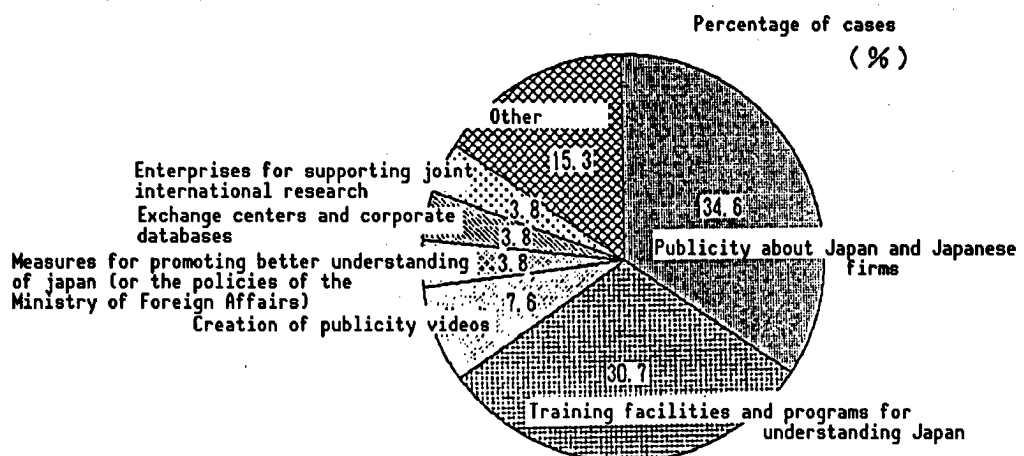 Percentage of cases
(%)
Other
15.3
34.6
Publicity about Japan and Japanese
firms
Enterprises for supporting joint
international research
3.8
Exchange centers and corporate
databases
3.8
Measures for promoting better understanding
of japan (or the policies of the
Ministry of Foreign Affairs)
3.8
Creation of publicity videos
7.6
30.7
Training facilities and programs for
understanding Japan